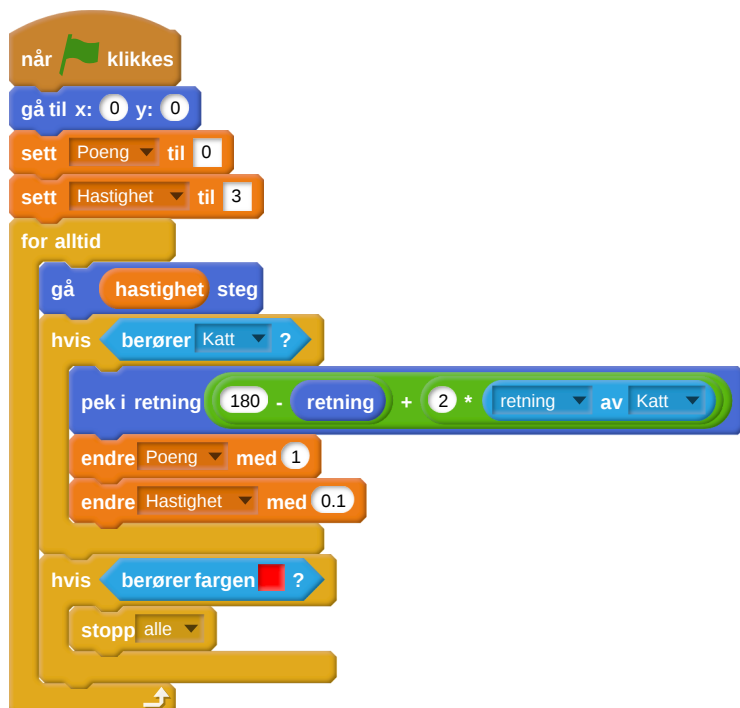 når klikkes
gå til x: 0 y: 0
sett Poeng til 0
sett Hastighet til 3
for alltid
gå hastighet steg
hvis berører Katt ?
pek i retning 180 - retning + 2 * retning av Katt
endre Poeng med 1
endre Hastighet med 0.1
hvis berører fargen ?
stopp alle